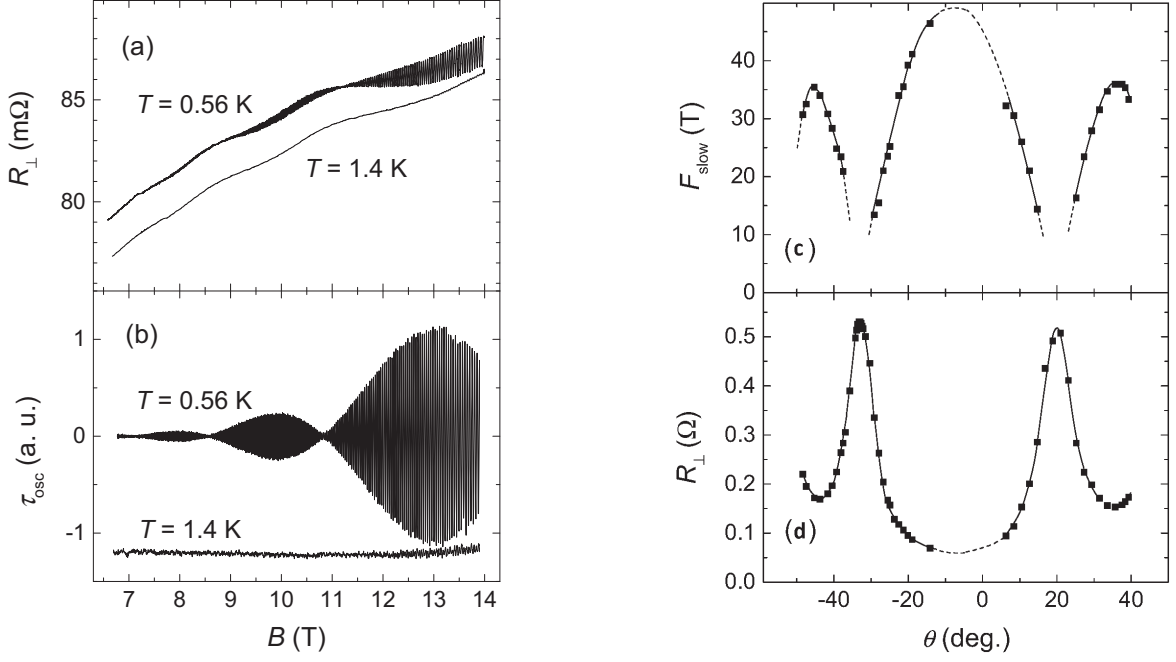 (a)
T = 0.56 K
T = 1.4 K
R⊥ (mΩ)
85
80
(b)
T = 0.56 K
T = 1.4 K
τosc (a. u.)
1
0
-1
7 8 9 10 11 12 13 14
B (T)
(c)
Fslow (T)
40
30
20
10
0
(d)
R⊥ (Ω)
0.5
0.4
0.3
0.2
0.1
0.0
-40 -20 0 20 40
θ (deg.)